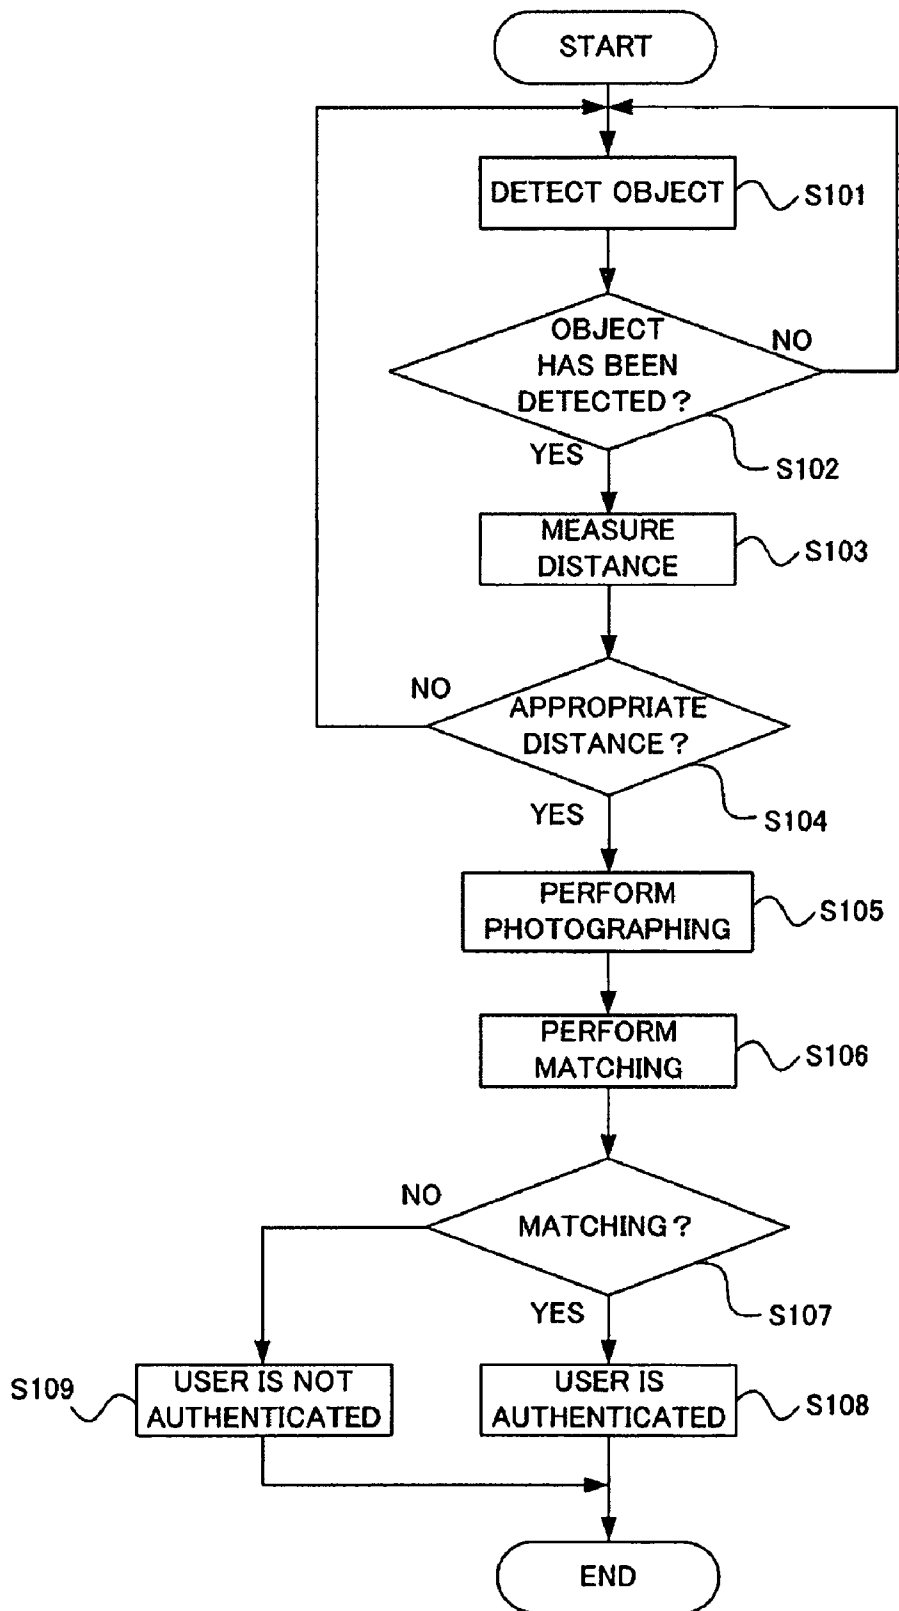 START
DETECT OBJECT
S101
OBJECT
HAS BEEN
DETECTED?
NO
YES
S102
MEASURE
DISTANCE
S103
NO
APPROPRIATE
DISTANCE?
YES
S104
PERFORM
PHOTOGRAPHING
S105
PERFORM
MATCHING
S106
NO
MATCHING?
YES
S107
S109
USER IS NOT
AUTHENTICATED
USER IS
AUTHENTICATED
S108
END